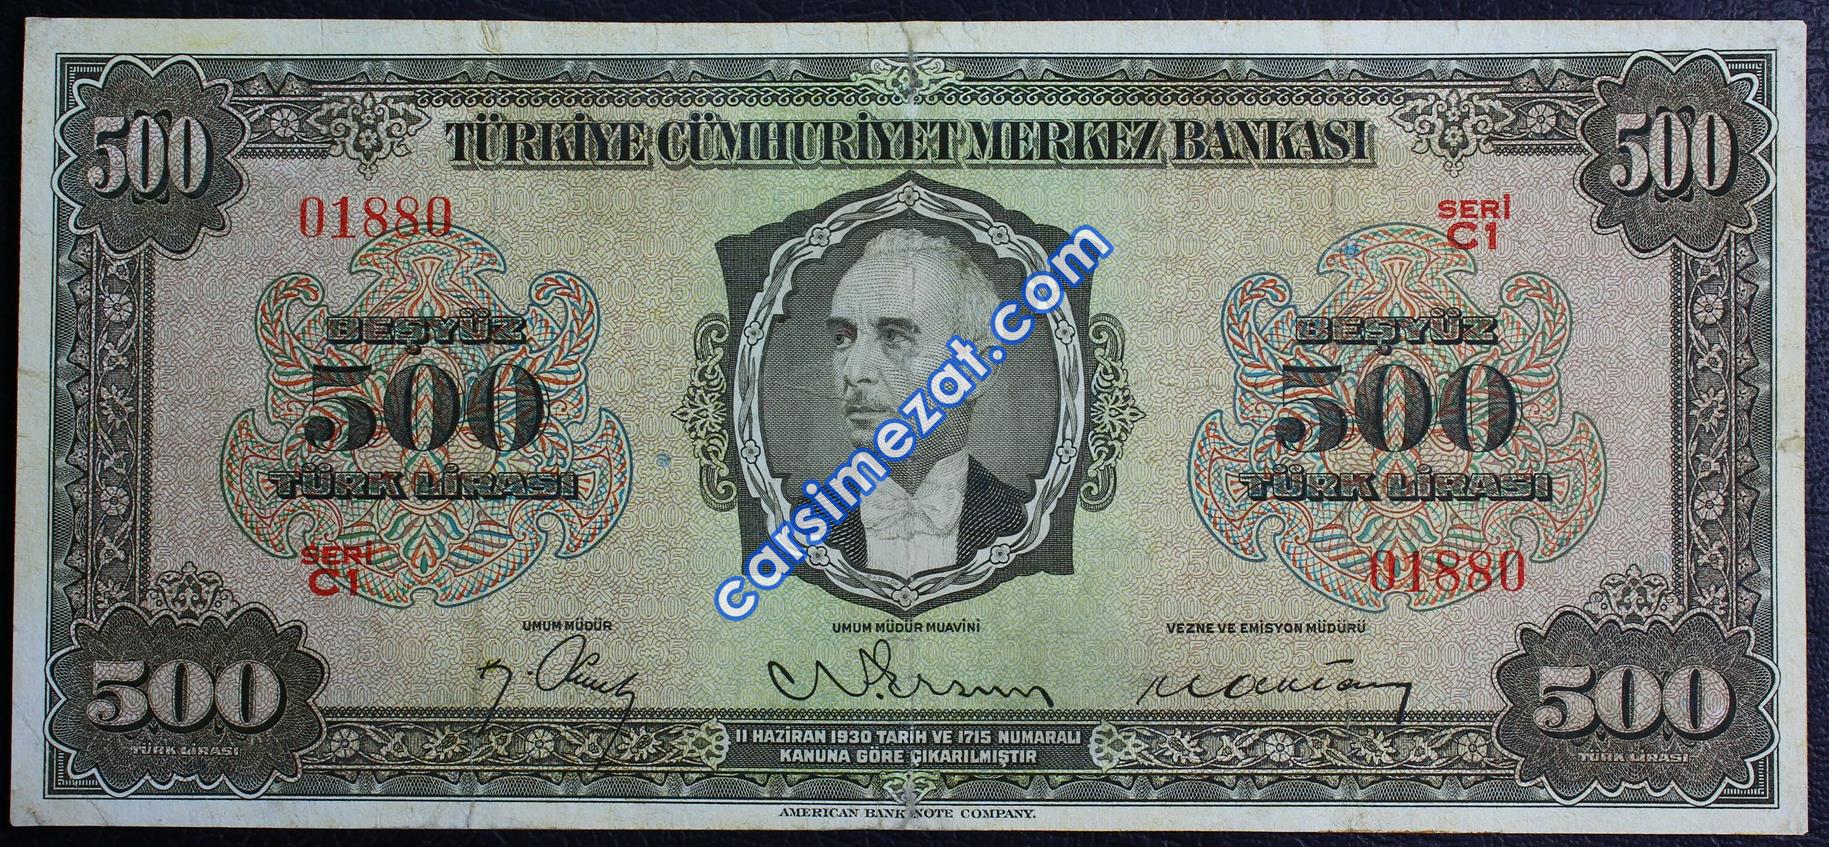 500
TÜRKİYE CÜMHURİYET MERKEZ BANKASI
500
01880
SERİ
C1
BEŞYÜZ
500
TÜRK LİRASI
BEŞYÜZ
500
TÜRK LİRASI
carsimezat.com
SERİ
C1
01880
UMUM MÜDÜR
UMUM MÜDÜR MUAVİNİ
VEZNE VE EMİSYON MÜDÜRÜ
500
TÜRK LİRASI
11 HAZİRAN 1930 TARİH VE 1715 NUMARALI
KANUNA GÖRE ÇIKARILMIŞTIR
500
TÜRK LİRASI
AMERICAN BANK NOTE COMPANY.